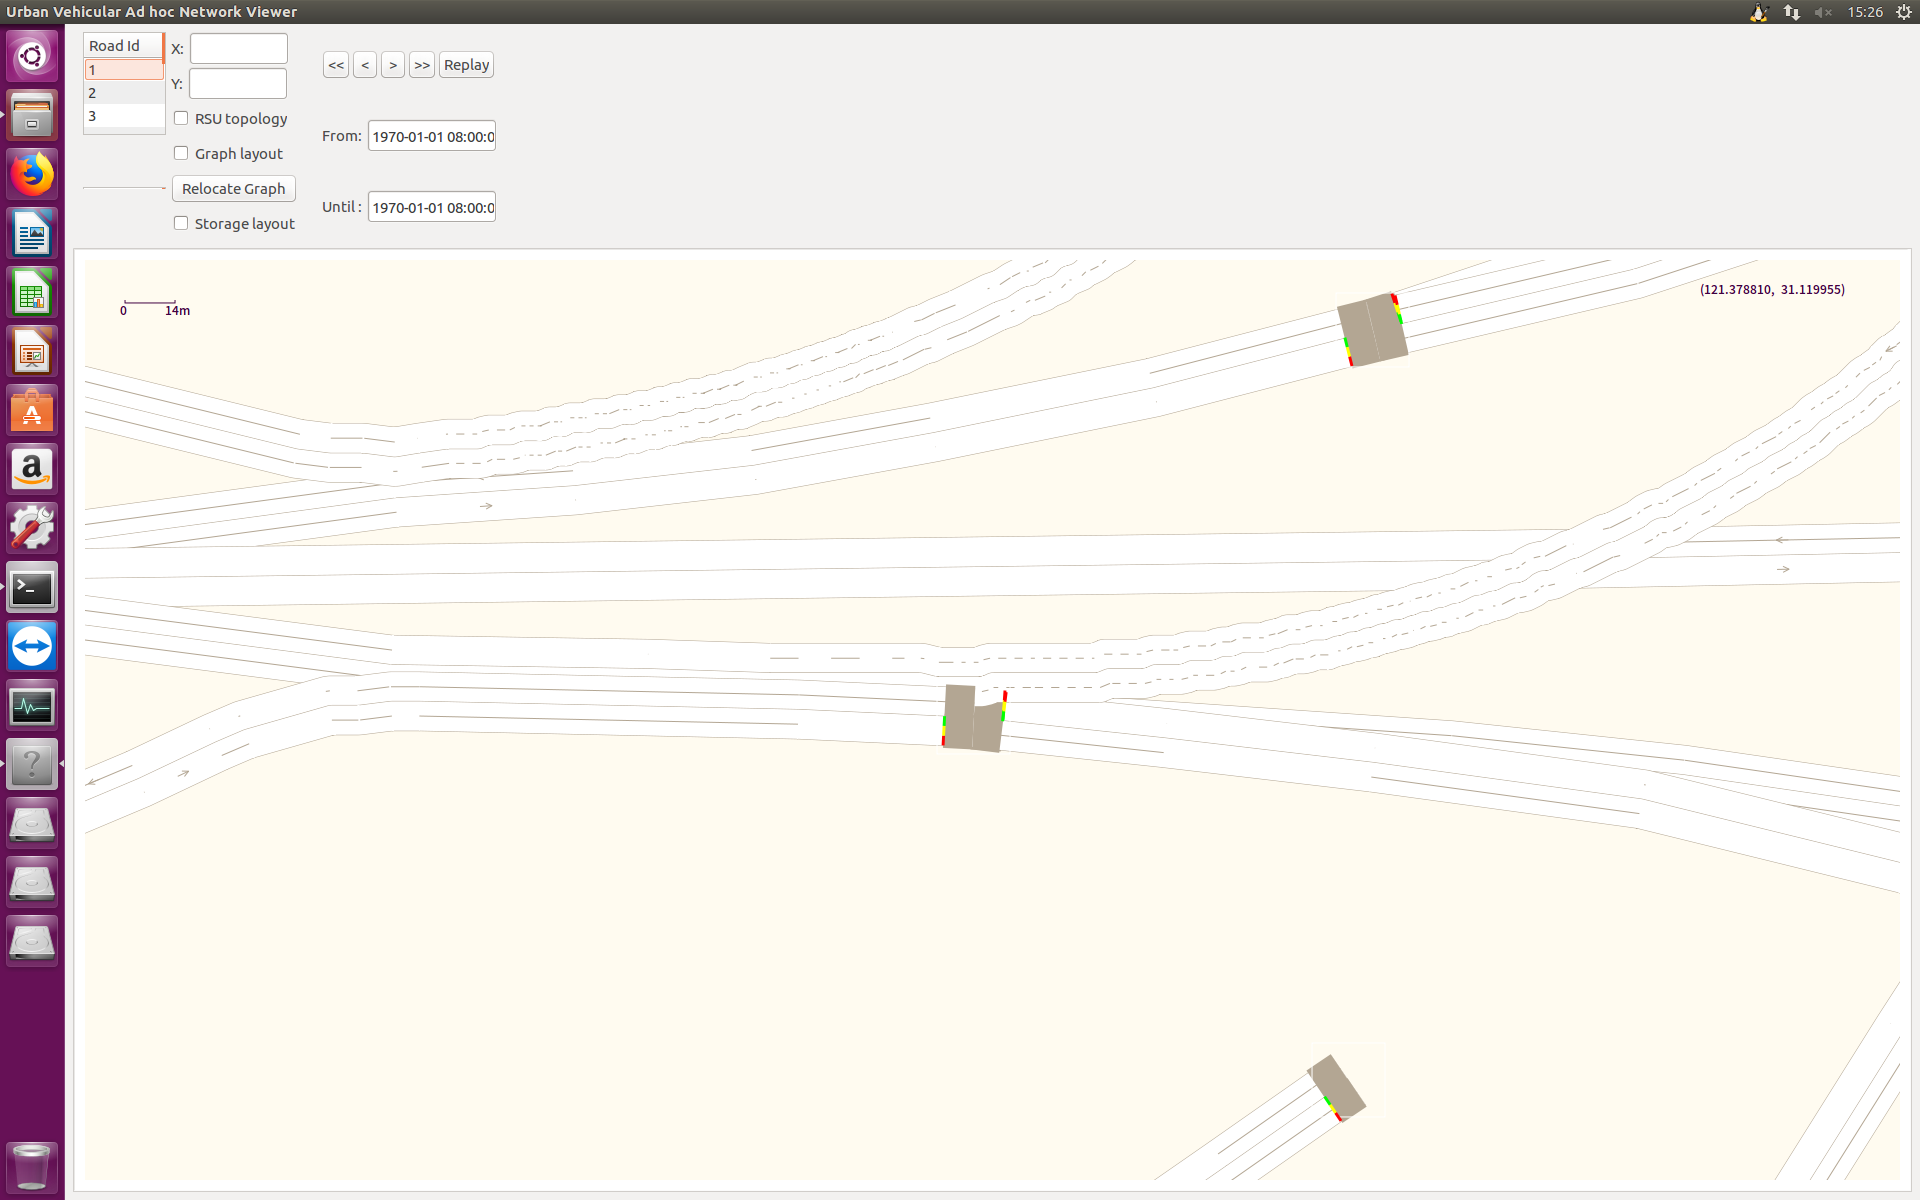 Urban Vehicular Ad hoc Network Viewer
15:26
Road Id
1
2
3
X:
Y:
RSU topology
Graph layout
Relocate Graph
Storage layout
<<
<
>
>>
Replay
From:
1970-01-01 08:00:0
Until :
1970-01-01 08:00:0
0
14m
(121.378810, 31.119955)